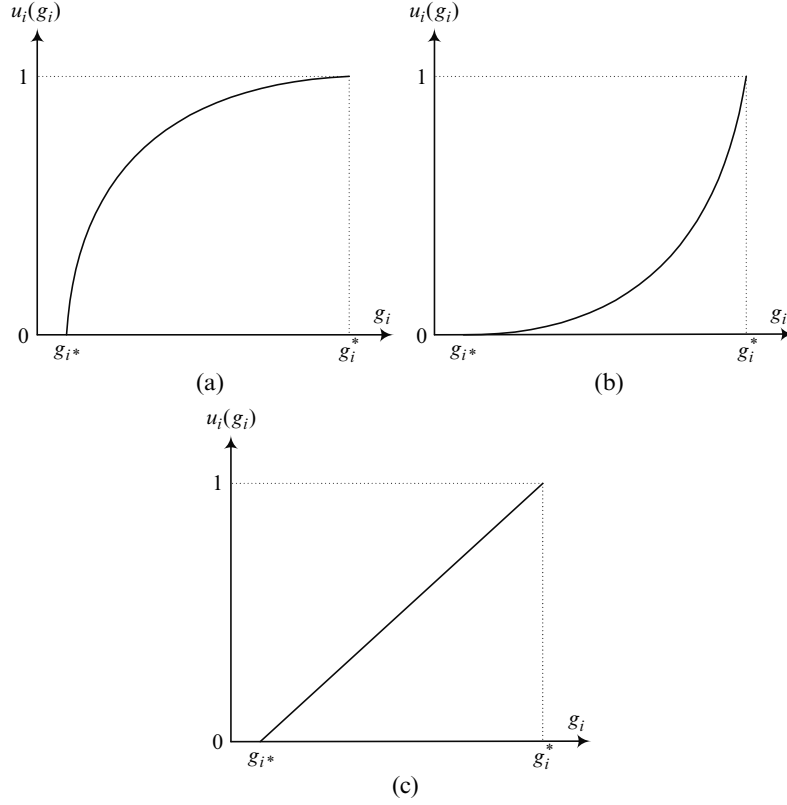 u_i(g_i)
1
0
g_i
g_{i*}
g_i^*
(a)
u_i(g_i)
1
0
g_i
g_{i*}
g_i^*
(b)
u_i(g_i)
1
0
g_i
g_{i*}
g_i^*
(c)